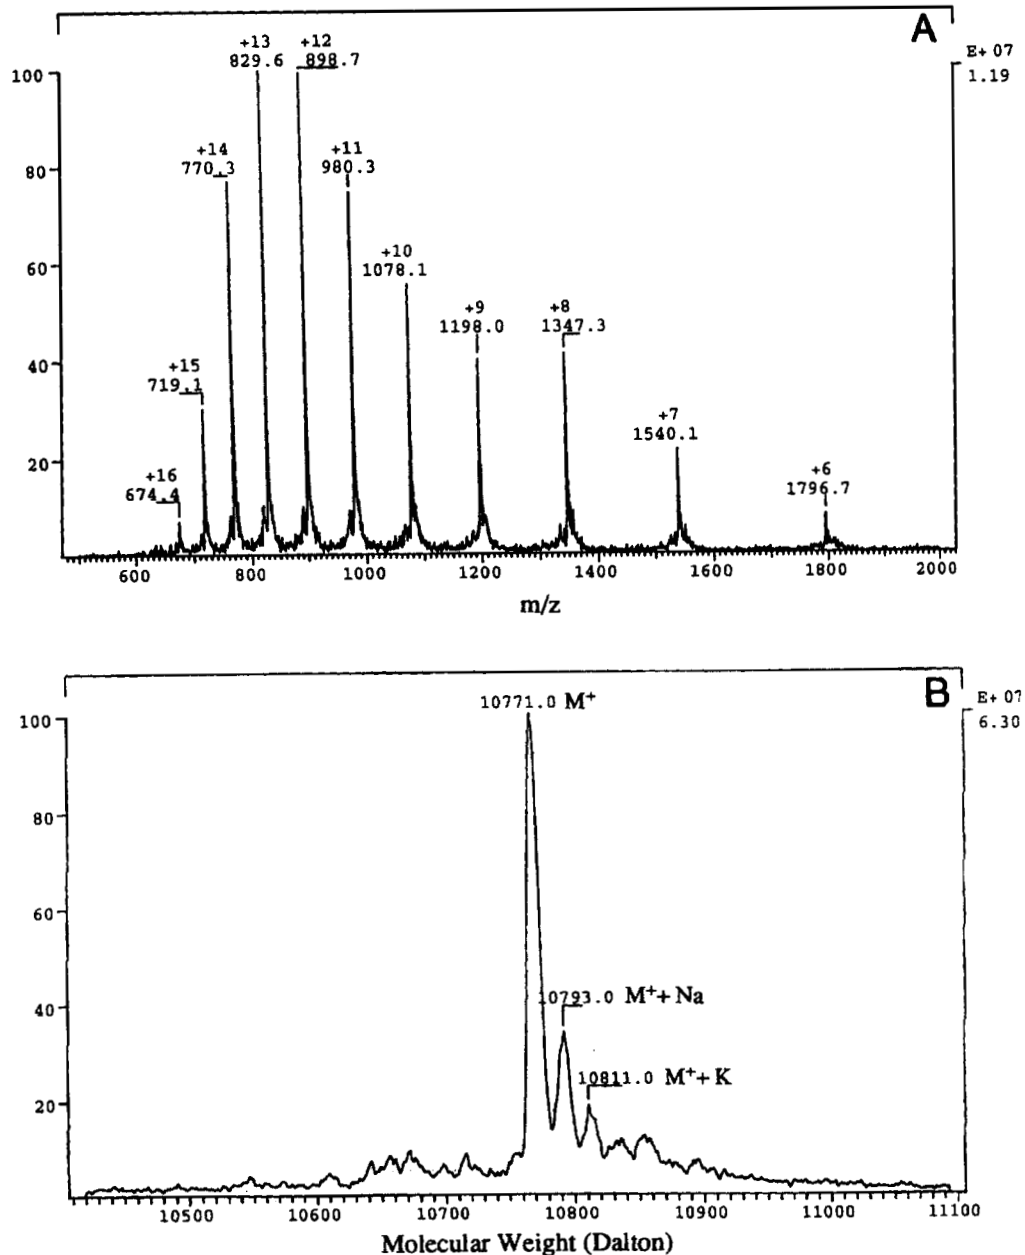 A
+13 +12
829.6 898.7
E+ 07
1.19
100
+14
770.3
+11
980.3
80
+10
1078.1
60
+9
1198.0
+8
1347.3
+15
719.1
40
+7
1540.1
20
+16
674.4
+6
1796.7
600 800 1000 1200 1400 1600 1800 2000
m/z
B
10771.0 M+
E+ 07
6.30
100
80
60
10793.0 M++ Na
40
10811.0 M++ K
20
10500 10600 10700 10800 10900 11000 11100
Molecular Weight (Dalton)